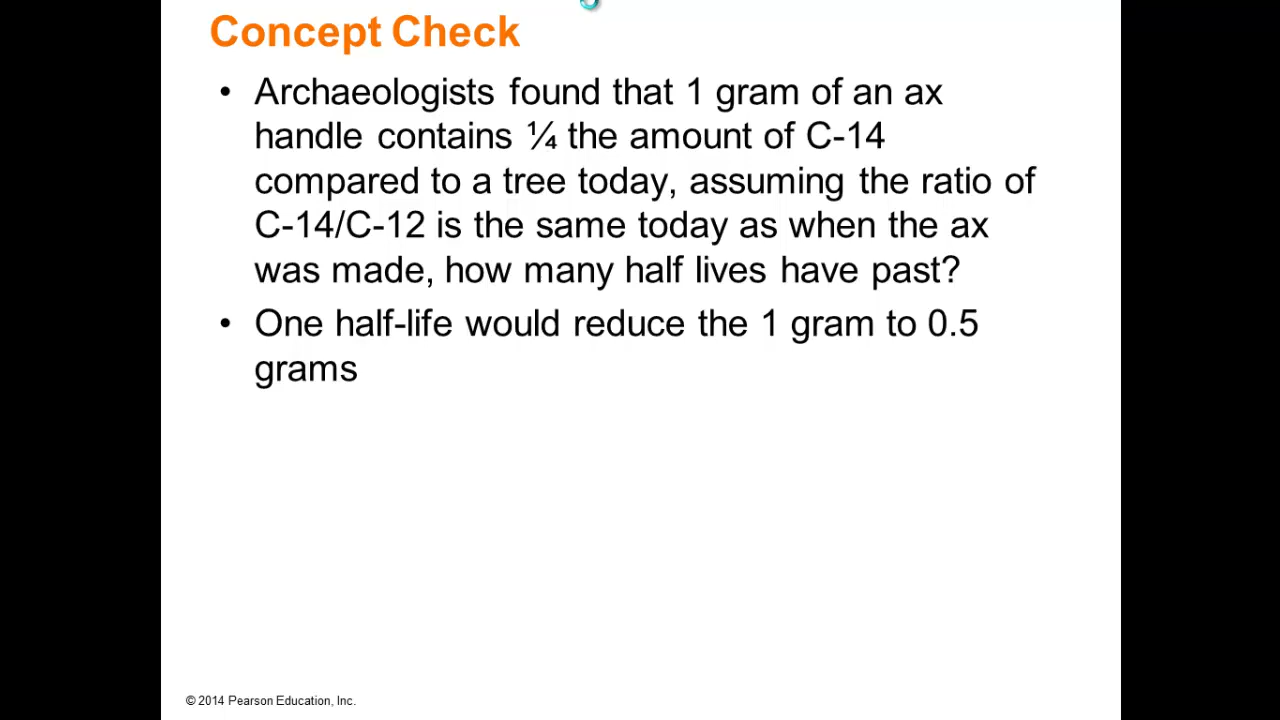 Concept Check
• Archaeologists found that 1 gram of an ax
handle contains ¼ the amount of C-14
compared to a tree today, assuming the ratio of
C-14/C-12 is the same today as when the ax
was made, how many half lives have past?
• One half-life would reduce the 1 gram to 0.5
grams
© 2014 Pearson Education, Inc.